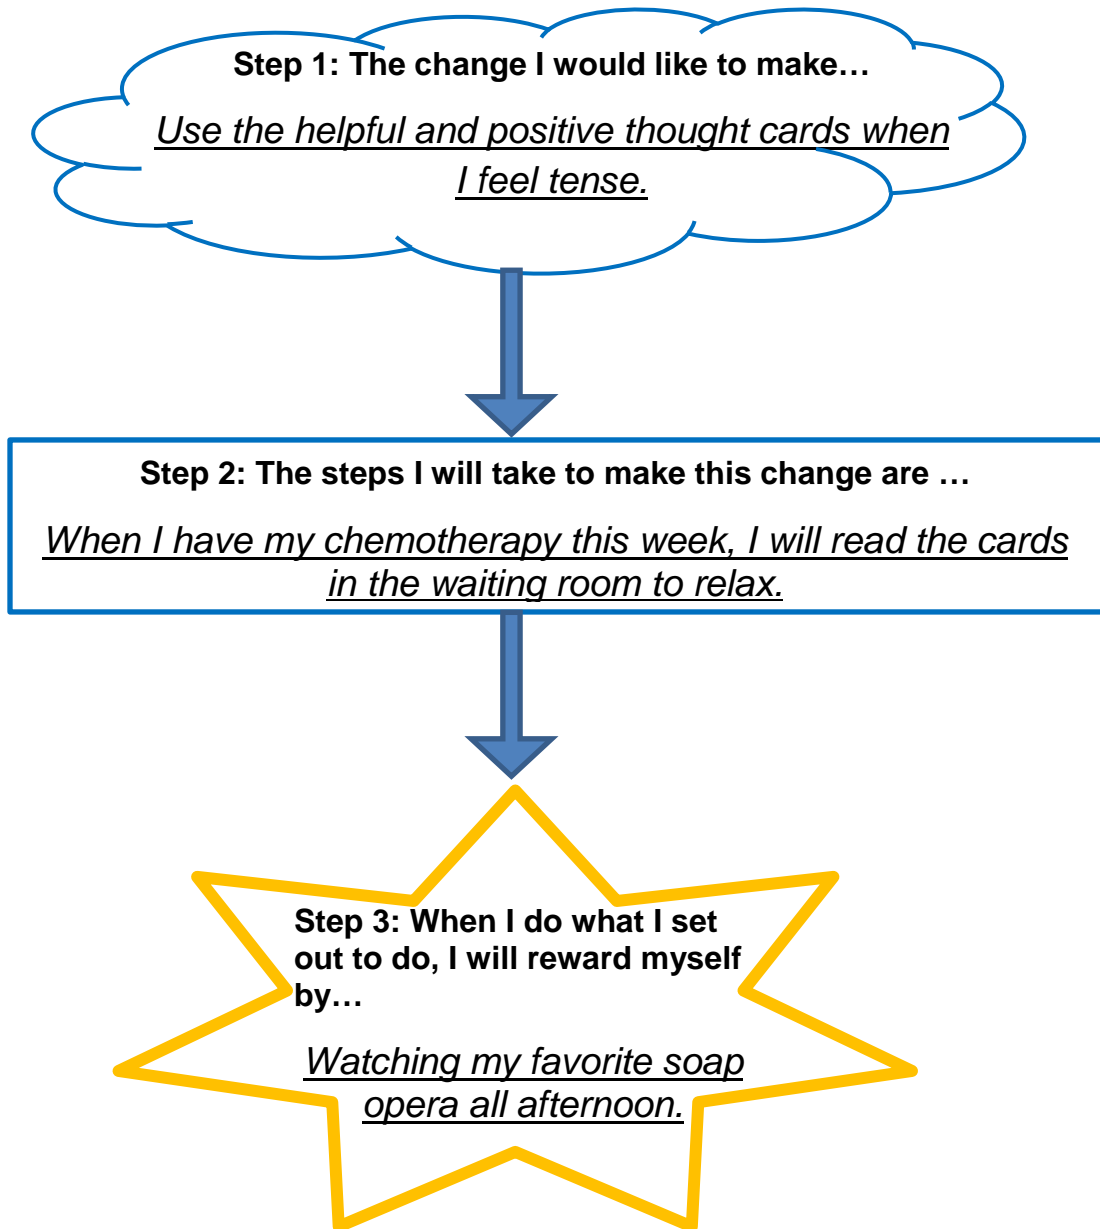 Step 1: The change I would like to make…
Use the helpful and positive thought cards when
I feel tense.
Step 2: The steps I will take to make this change are …
When I have my chemotherapy this week, I will read the cards
in the waiting room to relax.
Step 3: When I do what I set
out to do, I will reward myself
by…
Watching my favorite soap
opera all afternoon.